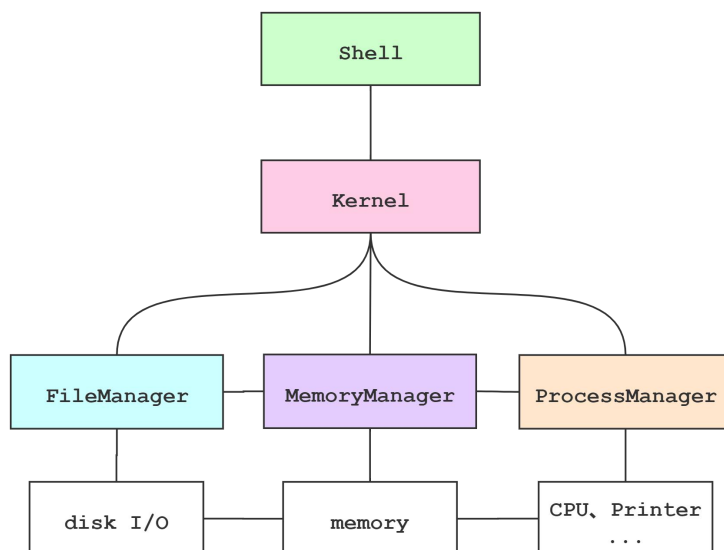 Shell
Kernel
FileManager
MemoryManager
ProcessManager
disk I/O
memory
CPU、Printer
...